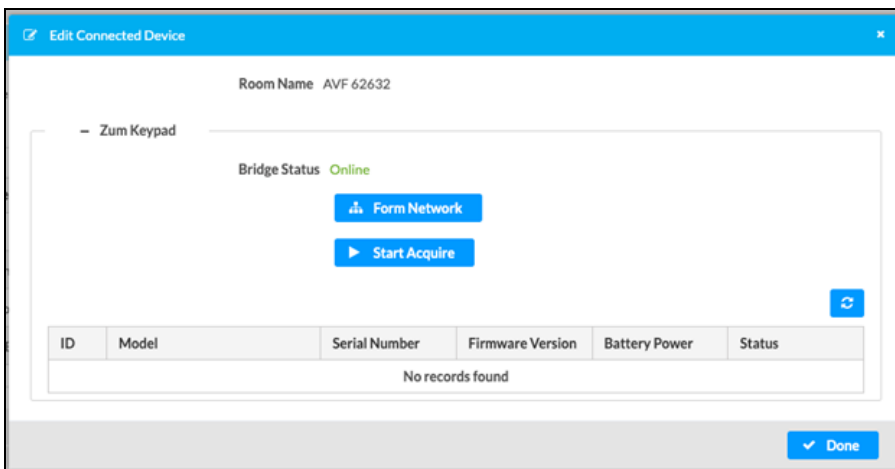 Edit Connected Device
Room Name AVF 62632
Zum Keypad
Bridge Status Online
Form Network
Start Acquire
ID Model Serial Number Firmware Version Battery Power Status
No records found
Done